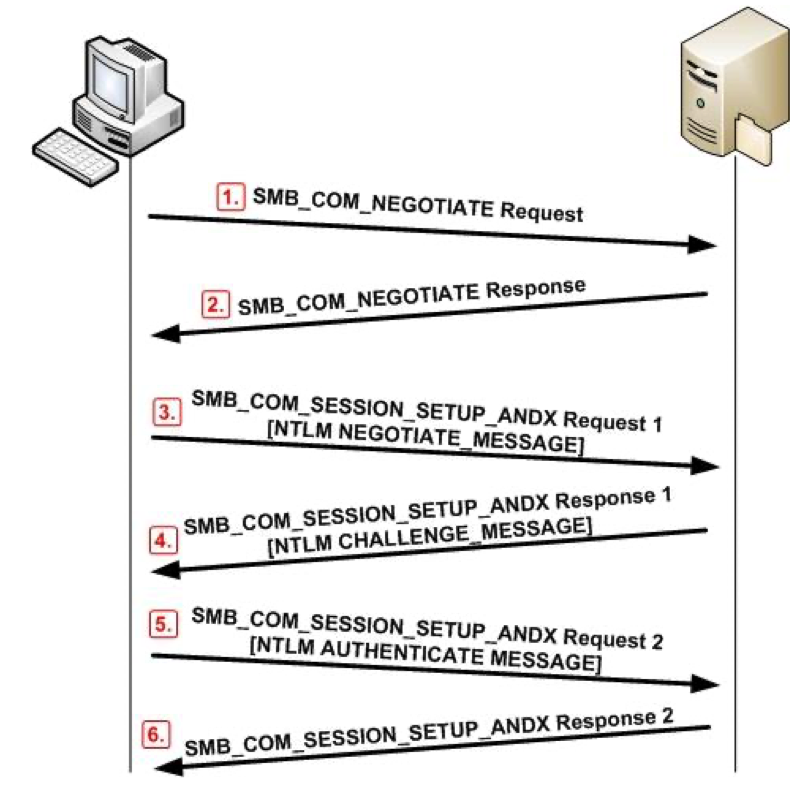 1. SMB_COM_NEGOTIATE Request
2. SMB_COM_NEGOTIATE Response
3. SMB_COM_SESSION_SETUP_ANDX Request 1
[NTLM NEGOTIATE_MESSAGE]
4. SMB_COM_SESSION_SETUP_ANDX Response 1
[NTLM CHALLENGE_MESSAGE]
5. SMB_COM_SESSION_SETUP_ANDX Request 2
[NTLM AUTHENTICATE MESSAGE]
6. SMB_COM_SESSION_SETUP_ANDX Response 2